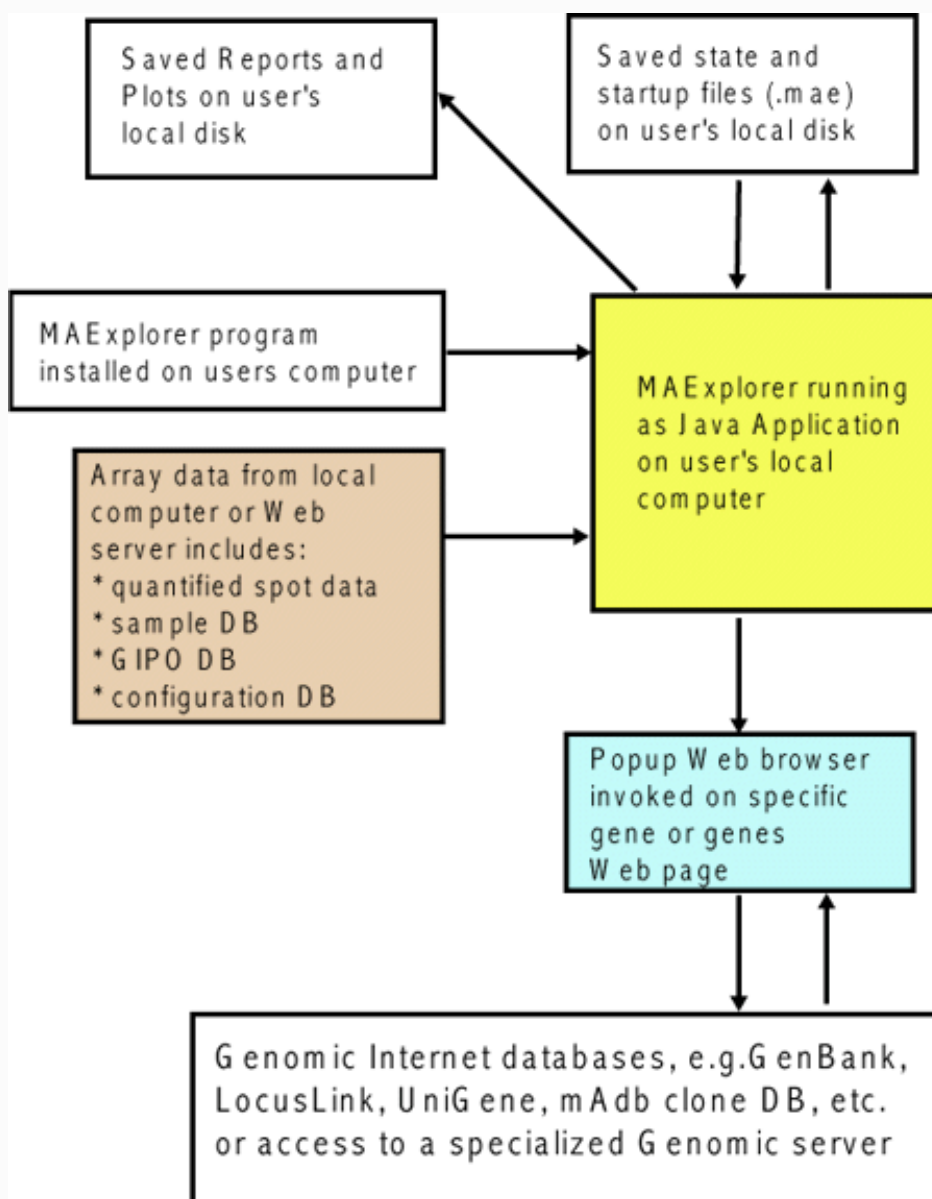 Saved Reports and
Plots on user's
local disk
Saved state and
startup files (.mae)
on user's local disk
MAExplorer program
installed on users computer
MAExplorer running
as Java Application
on user's local
computer
Array data from local
computer or Web
server includes:
* quantified spot data
* sample DB
* GIPO DB
* configuration DB
Popup Web browser
invoked on specific
gene or genes
Web page
Genomic Internet databases, e.g.GenBank,
LocusLink, UniGene, mAdb clone DB, etc.
or access to a specialized Genomic server